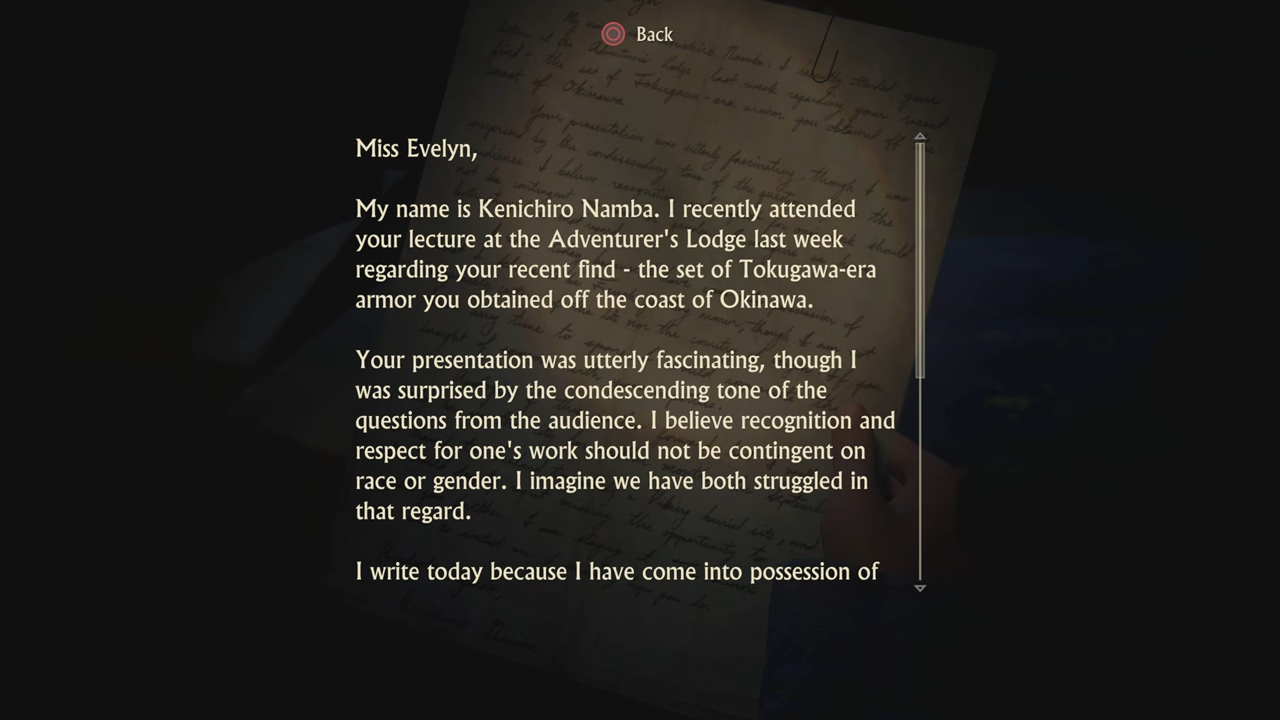 Back
Miss Evelyn,
My name is Kenichiro Namba. I recently attended
your lecture at the Adventurer's Lodge last week
regarding your recent find - the set of Tokugawa-era
armor you obtained off the coast of Okinawa.
Your presentation was utterly fascinating, though I
was surprised by the condescending tone of the
questions from the audience. I believe recognition and
respect for one's work should not be contingent on
race or gender. I imagine we have both struggled in
that regard.
I write today because I have come into possession of